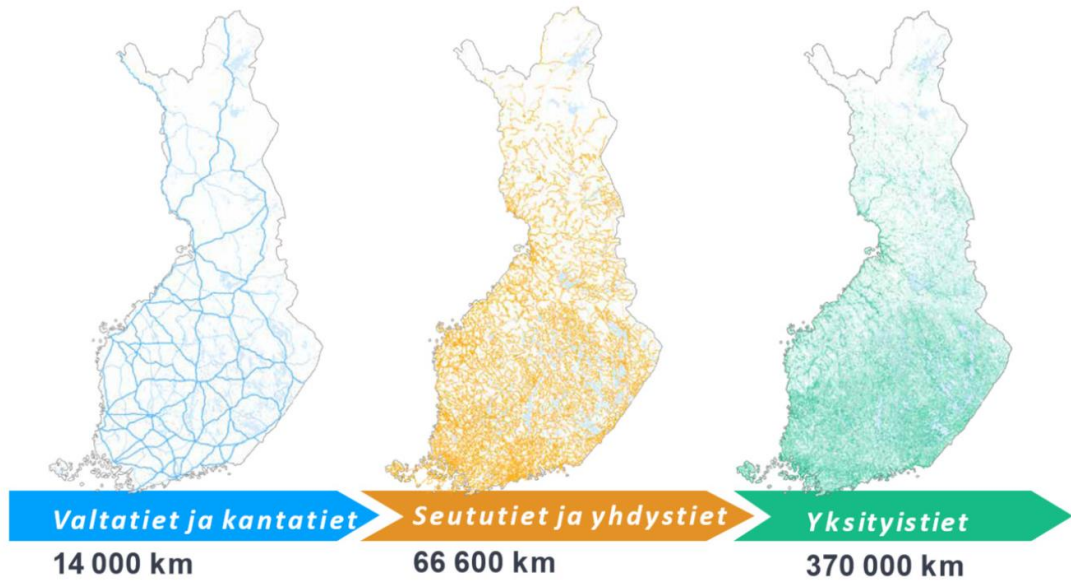 Valtatiet ja kantatiet
Seututiet ja yhdystiet
Yksityistiet
14 000 km
66 600 km
370 000 km